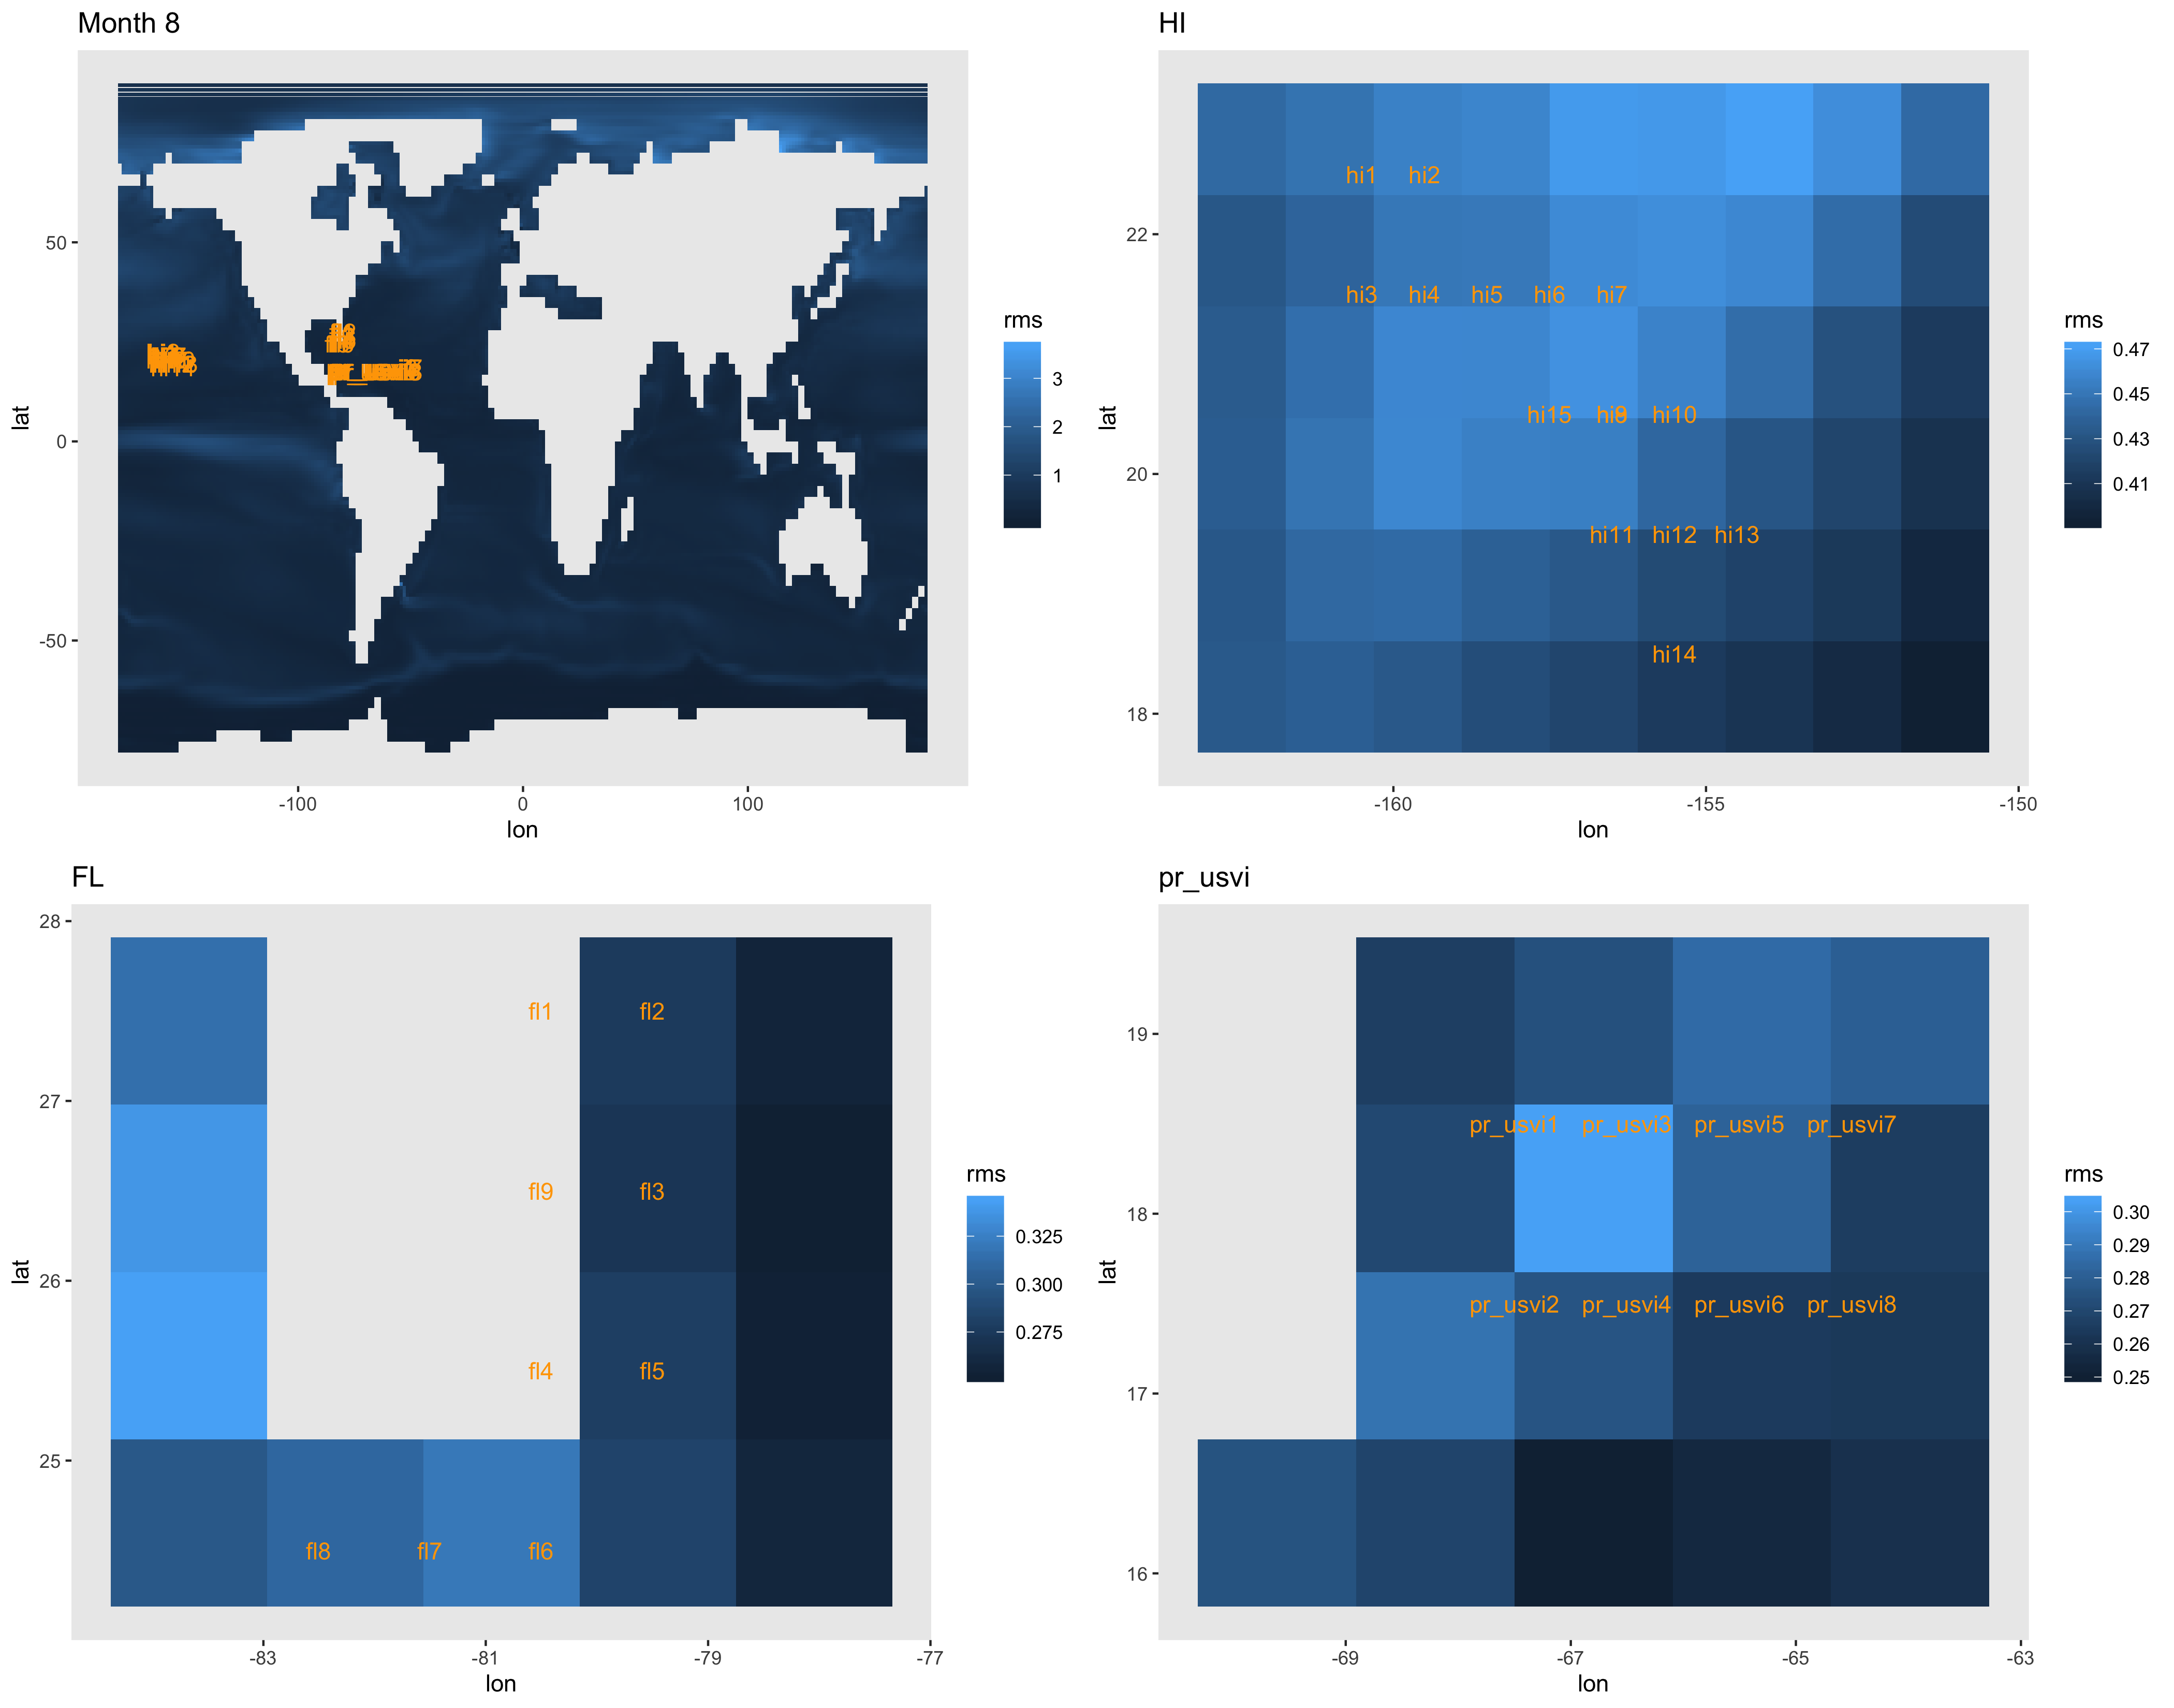 Month 8
lat
50
0
-50
-100 0 100
lon
rms
3
2
1
HI
lat
22
20
18
hi1 hi2
hi3 hi4 hi5 hi6 hi7
hi15 hi9 hi10
hi11 hi12 hi13
hi14
-160 -155 -150
lon
rms
0.47
0.45
0.43
0.41
FL
lat
28
27
26
25
fl1 fl2
fl9 fl3
fl4 fl5
fl8 fl7 fl6
-83 -81 -79 -77
lon
rms
0.325
0.300
0.275
pr_usvi
lat
19
18
17
16
pr_usvi1 pr_usvi3 pr_usvi5 pr_usvi7
pr_usvi2 pr_usvi4 pr_usvi6 pr_usvi8
-69 -67 -65 -63
lon
rms
0.30
0.29
0.28
0.27
0.26
0.25